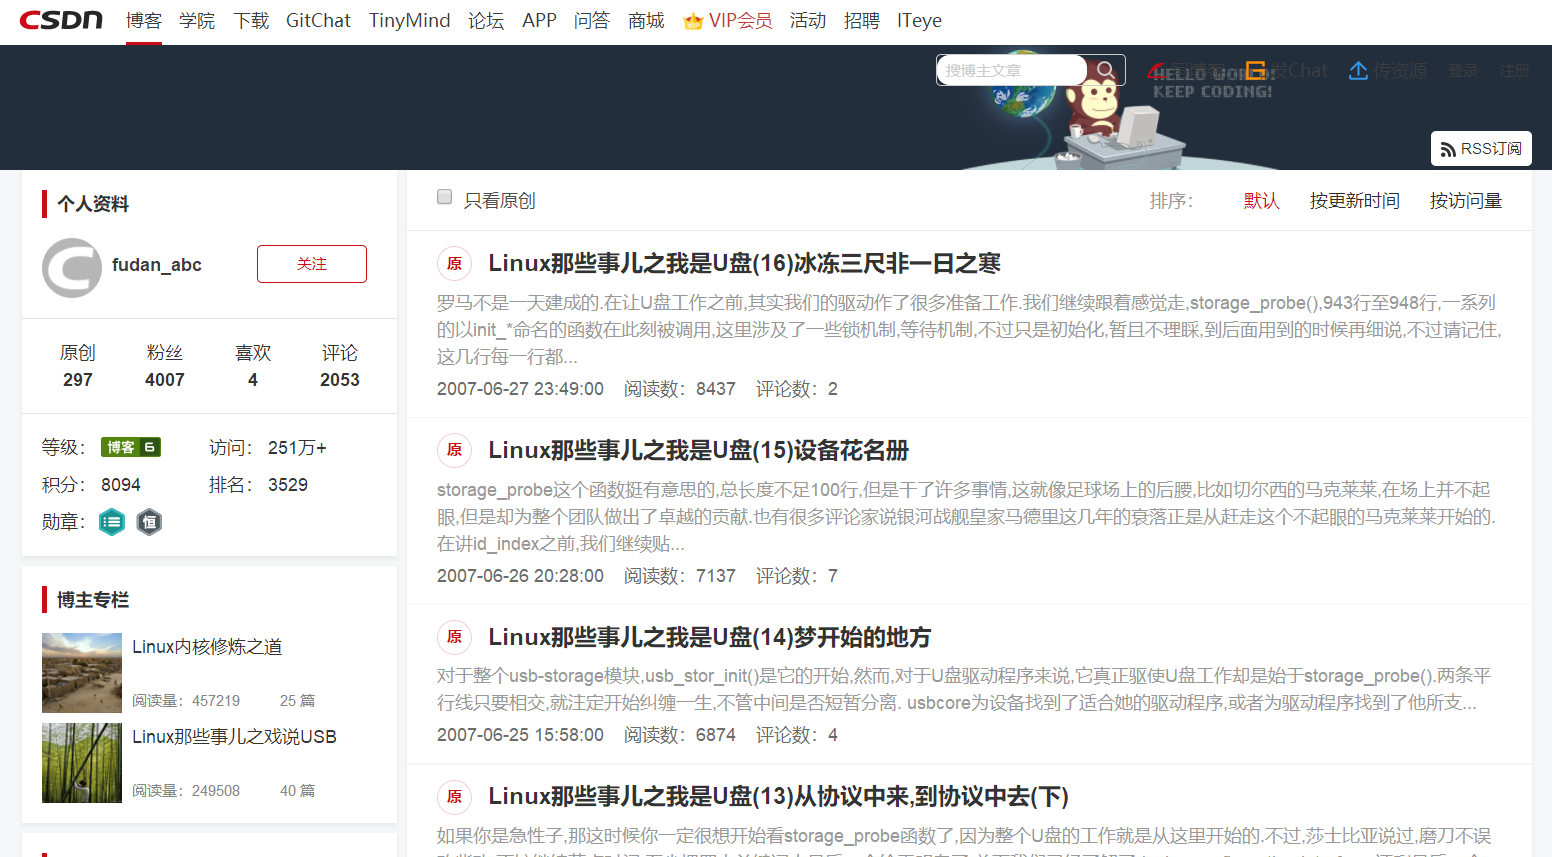 CSDN 博客 学院 下载 GitChat TinyMind 论坛 APP 问答 商城 VIP会员 活动 招聘 ITeye
搜博主文章 写博客 发Chat 传资源 登录 注册
HELLO WORLD!
KEEP CODING!
RSS订阅
个人资料
fudan_abc 关注
原创 粉丝 喜欢 评论
297 4007 4 2053
等级: 博客 6 访问: 251万+
积分: 8094 排名: 3529
勋章: 恒
博主专栏
Linux内核修炼之道
阅读量: 457219 25 篇
Linux那些事儿之戏说USB
阅读量: 249508 40 篇
只看原创 排序: 默认 按更新时间 按访问量
原 Linux那些事儿之我是U盘(16)冰冻三尺非一日之寒
罗马不是一天建成的.在让U盘工作之前,其实我们的驱动作了很多准备工作.我们继续跟着感觉走,storage_probe(),943行至948行,一系列
的以init_*命名的函数在此刻被调用,这里涉及了一些锁机制,等待机制,不过只是初始化,暂且不理睬,到后面用到的时候再细说,不过请记住,
这几行每一行都...
2007-06-27 23:49:00 阅读数: 8437 评论数: 2
原 Linux那些事儿之我是U盘(15)设备花名册
storage_probe这个函数挺有意思的,总长度不足100行,但是干了许多事情,这就像足球场上的后腰,比如切尔西的马克莱莱,在场上并不起
眼,但是却为整个团队做出了卓越的贡献.也有很多评论家说银河战舰皇家马德里这几年的衰落正是从赶走这个不起眼的马克莱莱开始的.
在讲id_index之前,我们继续贴...
2007-06-26 20:28:00 阅读数: 7137 评论数: 7
原 Linux那些事儿之我是U盘(14)梦开始的地方
对于整个usb-storage模块,usb_stor_init()是它的开始,然而,对于U盘驱动程序来说,它真正驱使U盘工作却是始于storage_probe().两条平
行线只要相交,就注定开始纠缠一生,不管中间是否短暂分离. usbcore为设备找到了适合她的驱动程序,或者为驱动程序找到了他所支...
2007-06-25 15:58:00 阅读数: 6874 评论数: 4
原 Linux那些事儿之我是U盘(13)从协议中来,到协议中去(下)
如果你是急性子,那这时候你一定很想开始看storage_probe函数了,因为整个U盘的工作就是从这里开始的.不过,莎士比亚说过,磨刀不误